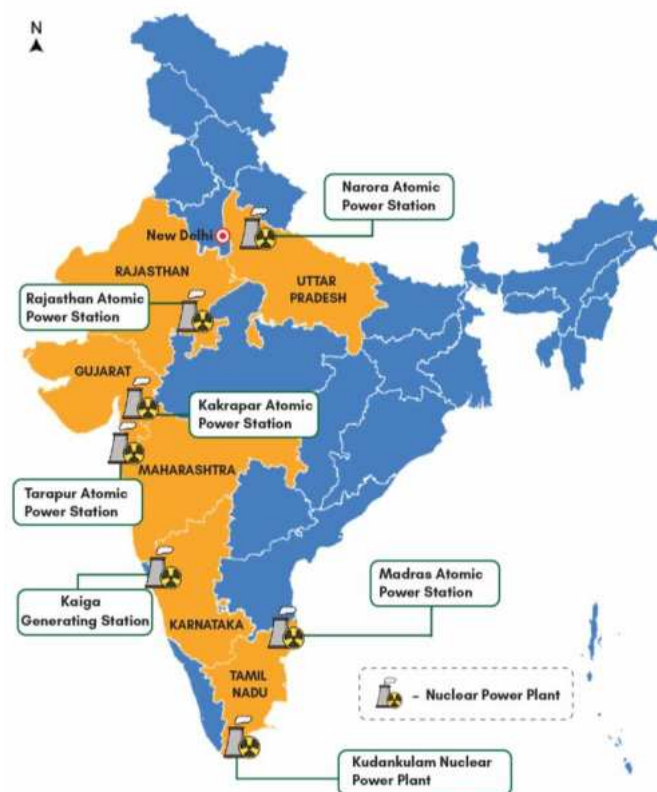 N
Narora Atomic
Power Station
New Delhi
RAJASTHAN
UTTAR
PRADESH
Rajasthan Atomic
Power Station
GUJARAT
Kakrapar Atomic
Power Station
MAHARASHTRA
Tarapur Atomic
Power Station
Madras Atomic
Power Station
Kaiga
Generating Station
KARNATAKA
TAMIL
NADU
- Nuclear Power Plant
Kudankulam Nuclear
Power Plant